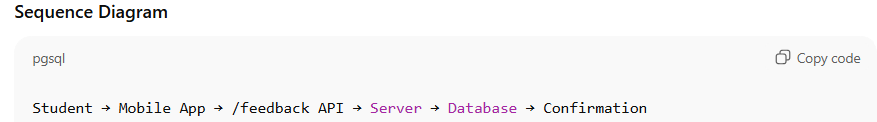 Sequence Diagram
pgsql
Copy code
Student → Mobile App → /feedback API → Server → Database → Confirmation